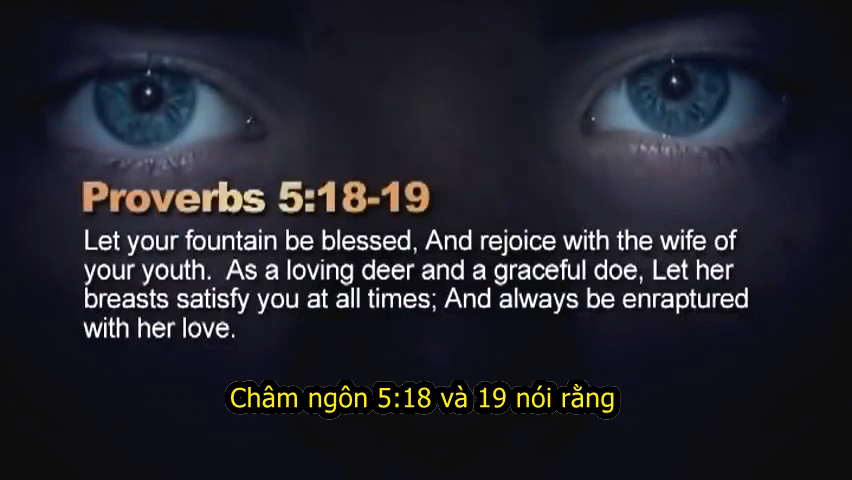 Proverbs 5:18-19
Let your fountain be blessed, And rejoice with the wife of
your youth.  As a loving deer and a graceful doe, Let her
breasts satisfy you at all times; And always be enraptured
with her love.
Châm ngôn 5:18 và 19 nói rằng